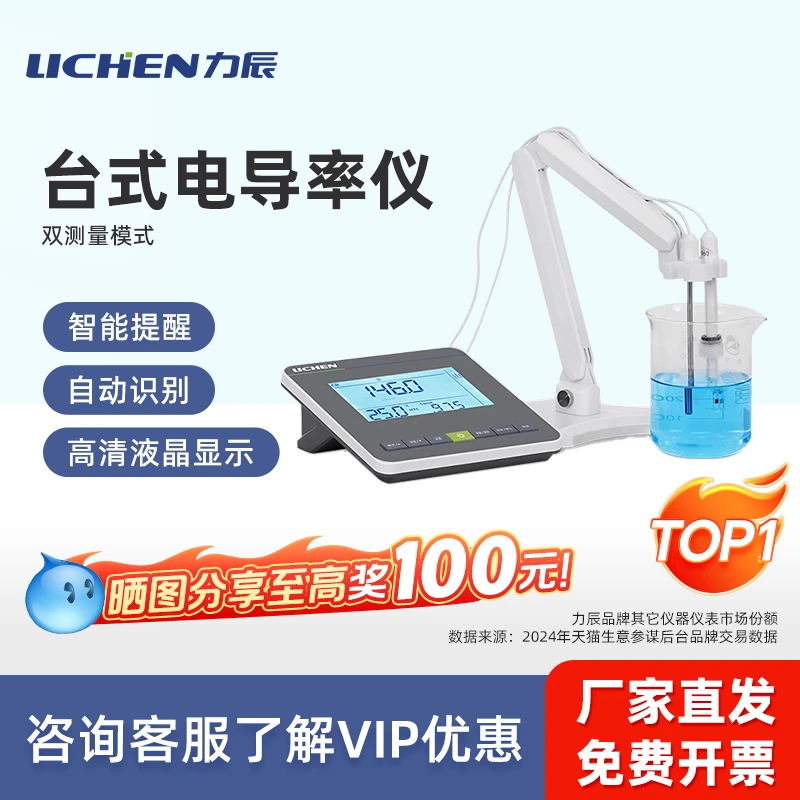 LICHEN力辰
台式电导率仪
双测量模式
智能提醒
自动识别
高清液晶显示
LICHEN
146.0
25.0
975
TOP1
晒图分享至高奖100元!
力辰品牌其它仪器仪表市场份额
数据来源：2024年天猫生意参谋后台品牌交易数据
咨询客服了解VIP优惠
厂家直发
免费开票